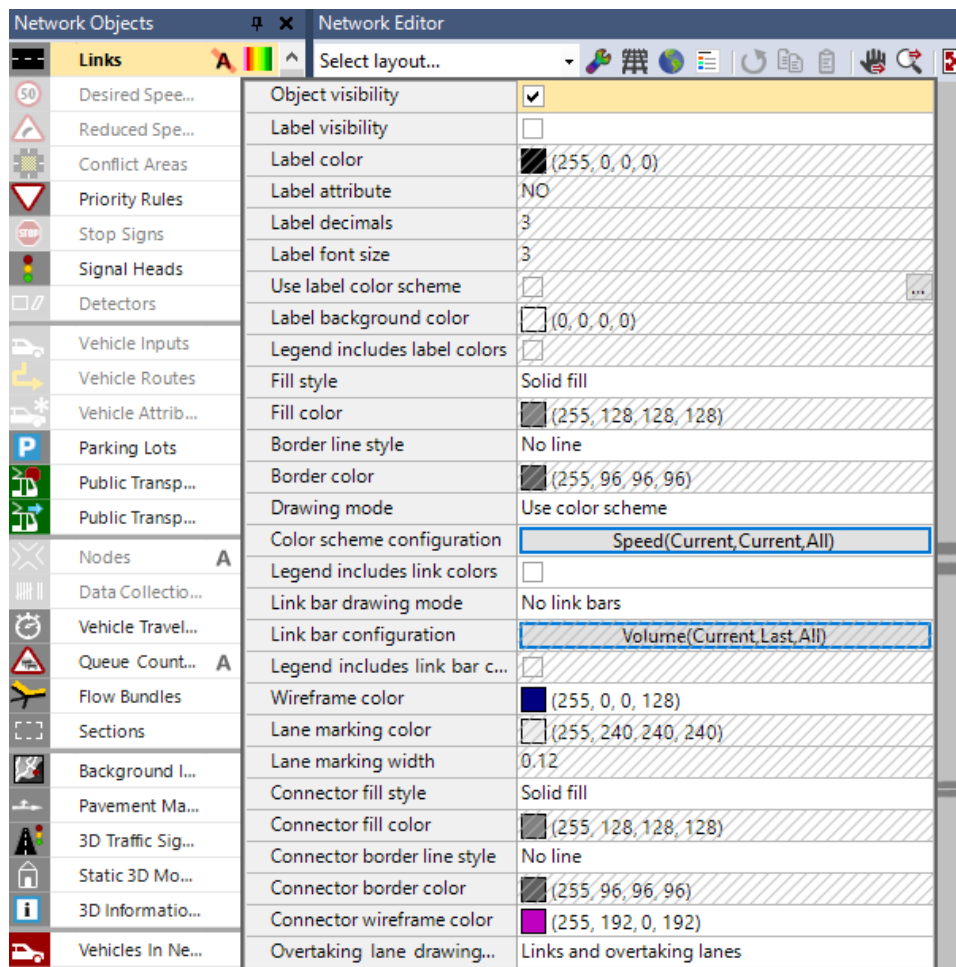 Network Objects
Network Editor
Links
A
Select layout...
50 Desired Spee...
Reduced Spe...
Conflict Areas
Priority Rules
STOP Stop Signs
Signal Heads
Detectors
Vehicle Inputs
Vehicle Routes
Vehicle Attrib...
P Parking Lots
Public Transp...
Public Transp...
Nodes A
Data Collectio...
Vehicle Travel...
Queue Count... A
Flow Bundles
Sections
Background I...
Pavement Ma...
3D Traffic Sig...
Static 3D Mo...
i 3D Informatio...
Vehicles In Ne...
Object visibility
Label visibility
Label color (255, 0, 0, 0)
Label attribute NO
Label decimals 3
Label font size 3
Use label color scheme ...
Label background color (0, 0, 0, 0)
Legend includes label colors
Fill style Solid fill
Fill color (255, 128, 128, 128)
Border line style No line
Border color (255, 96, 96, 96)
Drawing mode Use color scheme
Color scheme configuration Speed(Current,Current,All)
Legend includes link colors
Link bar drawing mode No link bars
Link bar configuration Volume(Current,Last,All)
Legend includes link bar c...
Wireframe color (255, 0, 0, 128)
Lane marking color (255, 240, 240, 240)
Lane marking width 0.12
Connector fill style Solid fill
Connector fill color (255, 128, 128, 128)
Connector border line style No line
Connector border color (255, 96, 96, 96)
Connector wireframe color (255, 192, 0, 192)
Overtaking lane drawing... Links and overtaking lanes